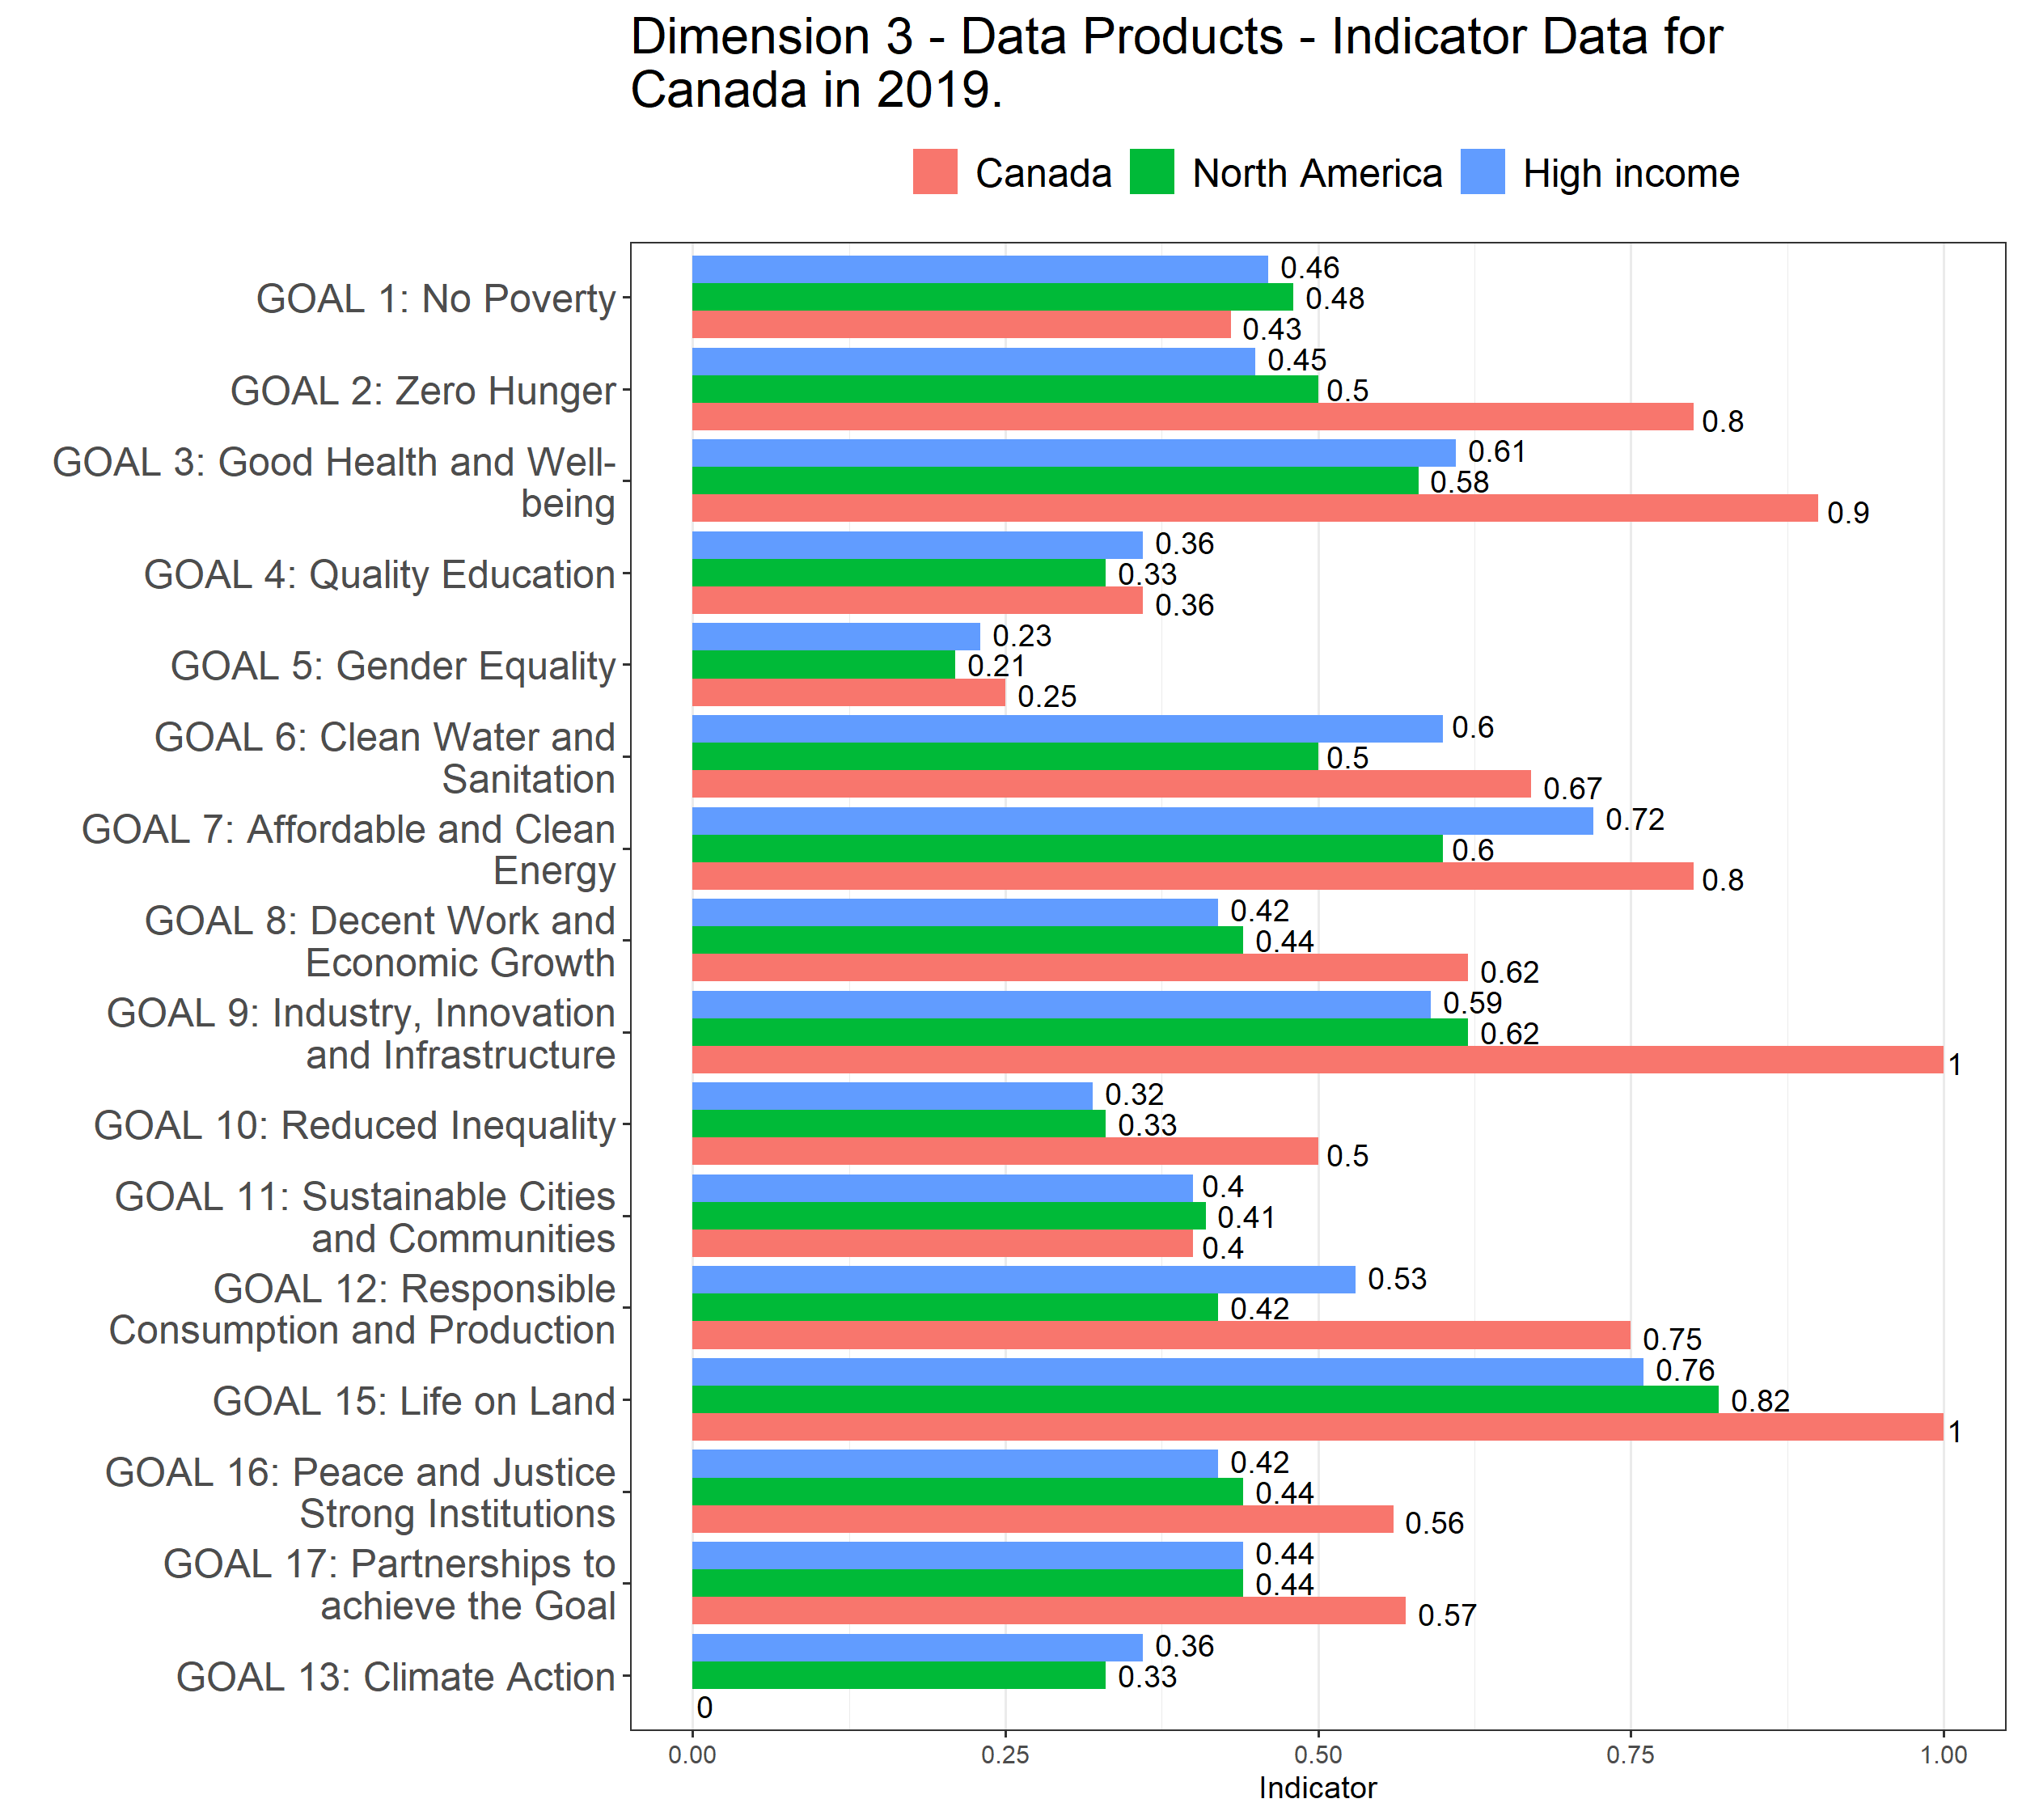 Dimension 3 - Data Products - Indicator Data for
Canada in 2019.
Canada North America High income
GOAL 1: No Poverty
0.46
0.48
0.43
GOAL 2: Zero Hunger
0.45
0.5
0.8
GOAL 3: Good Health and Well-
being
0.61
0.58
0.9
GOAL 4: Quality Education
0.36
0.33
0.36
GOAL 5: Gender Equality
0.23
0.21
0.25
GOAL 6: Clean Water and
Sanitation
0.6
0.5
0.67
GOAL 7: Affordable and Clean
Energy
0.72
0.6
0.8
GOAL 8: Decent Work and
Economic Growth
0.42
0.44
0.62
GOAL 9: Industry, Innovation
and Infrastructure
0.59
0.62
1
GOAL 10: Reduced Inequality
0.32
0.33
0.5
GOAL 11: Sustainable Cities
and Communities
0.4
0.41
0.4
GOAL 12: Responsible
Consumption and Production
0.53
0.42
0.75
GOAL 15: Life on Land
0.76
0.82
1
GOAL 16: Peace and Justice
Strong Institutions
0.42
0.44
0.56
GOAL 17: Partnerships to
achieve the Goal
0.44
0.44
0.57
GOAL 13: Climate Action
0.36
0.33
0
0.00 0.25 0.50 0.75 1.00
Indicator